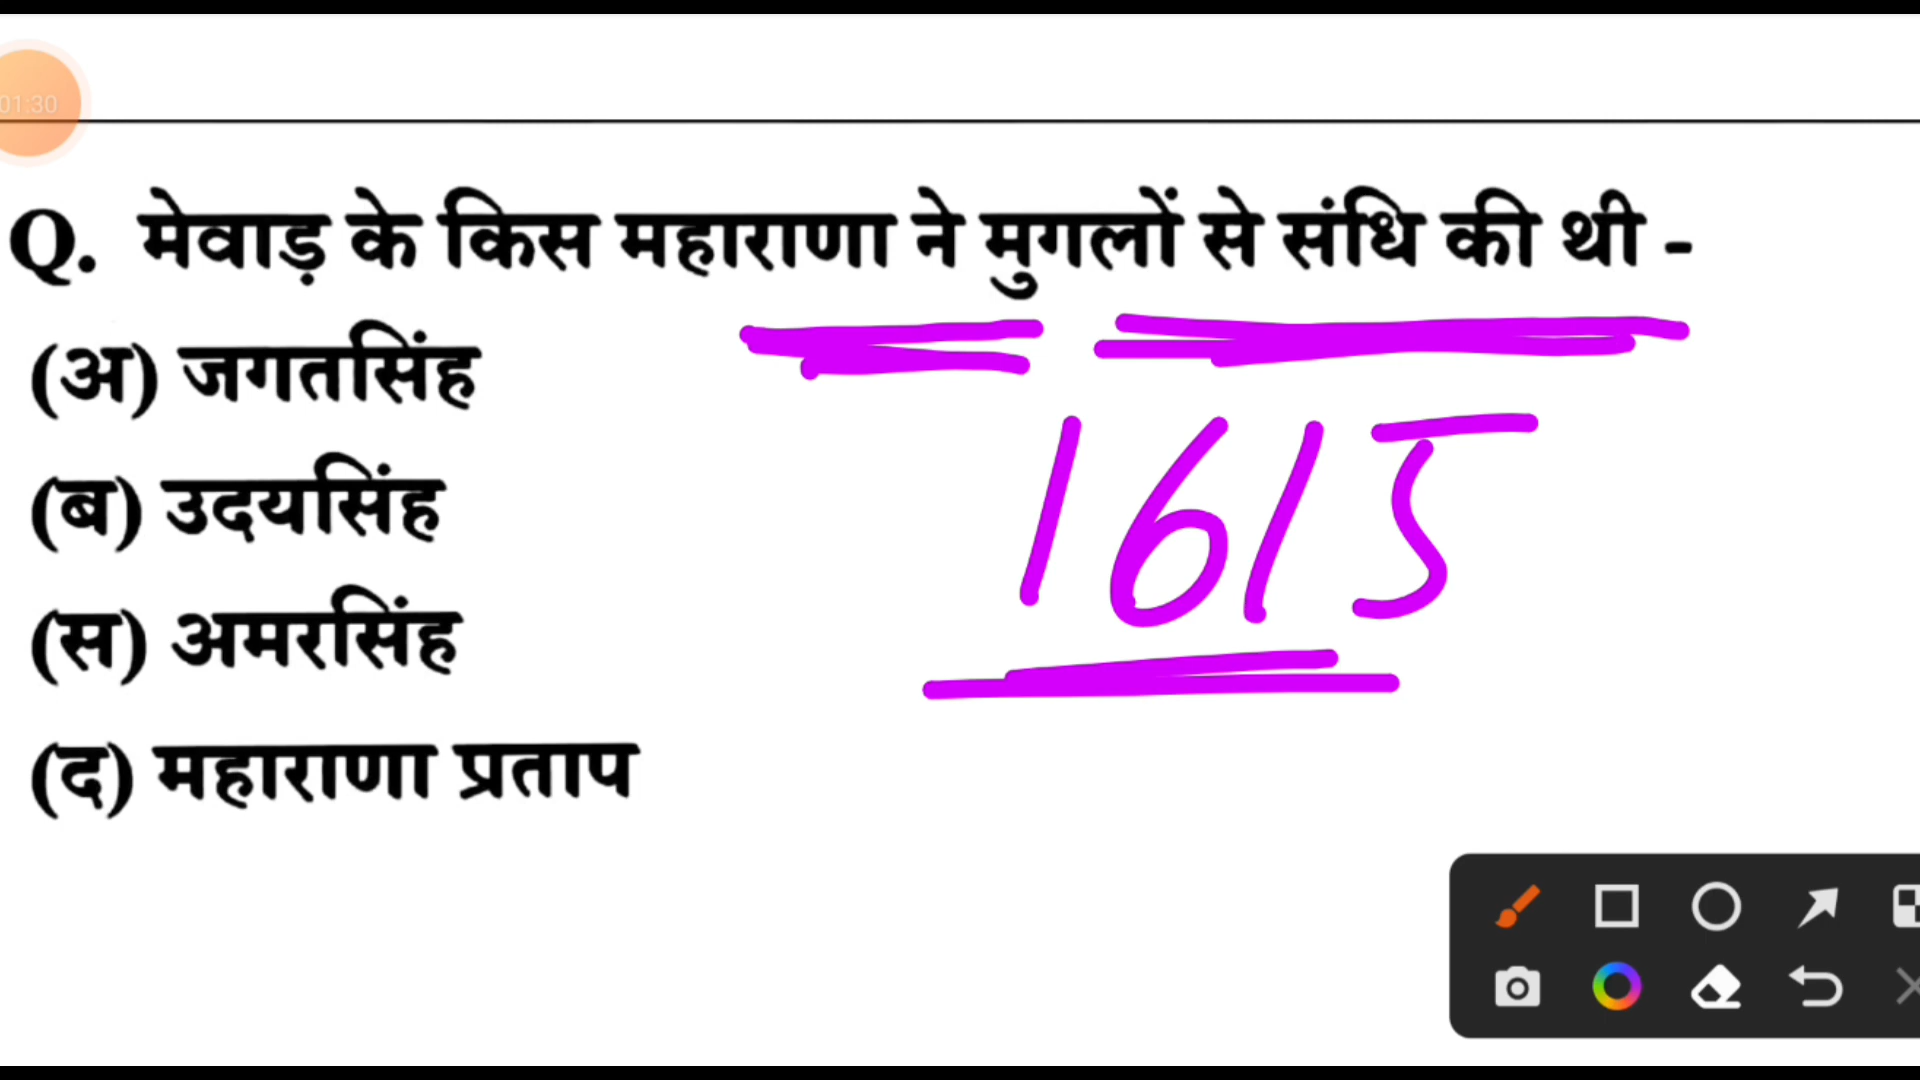 01:30
Q. मेवाड़ के किस महाराणा ने मुगलों से संधि की थी -
(अ) जगतसिंह
(ब) उदयसिंह
(स) अमरसिंह
(द) महाराणा प्रताप
1615